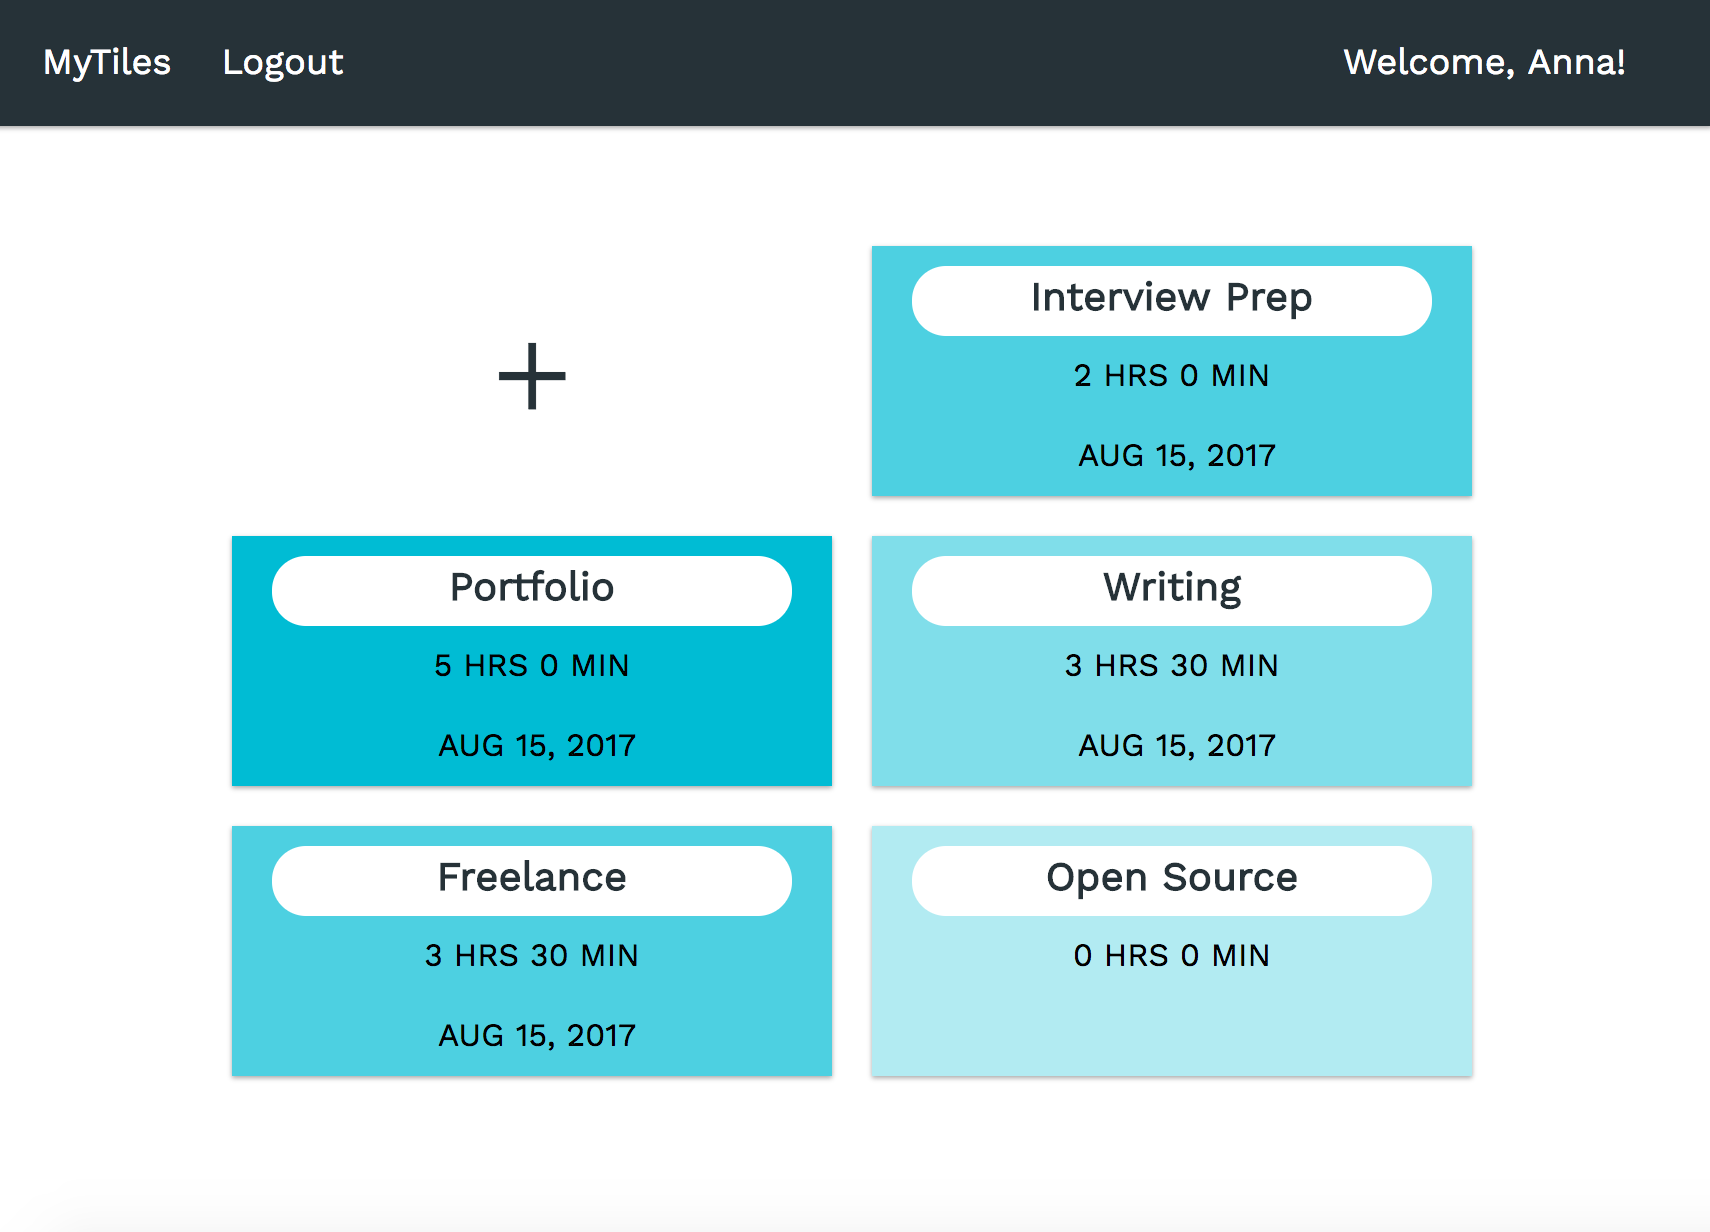 MyTiles Logout Welcome, Anna!
+
Interview Prep
2 HRS 0 MIN
AUG 15, 2017
Portfolio
5 HRS 0 MIN
AUG 15, 2017
Writing
3 HRS 30 MIN
AUG 15, 2017
Freelance
3 HRS 30 MIN
AUG 15, 2017
Open Source
0 HRS 0 MIN